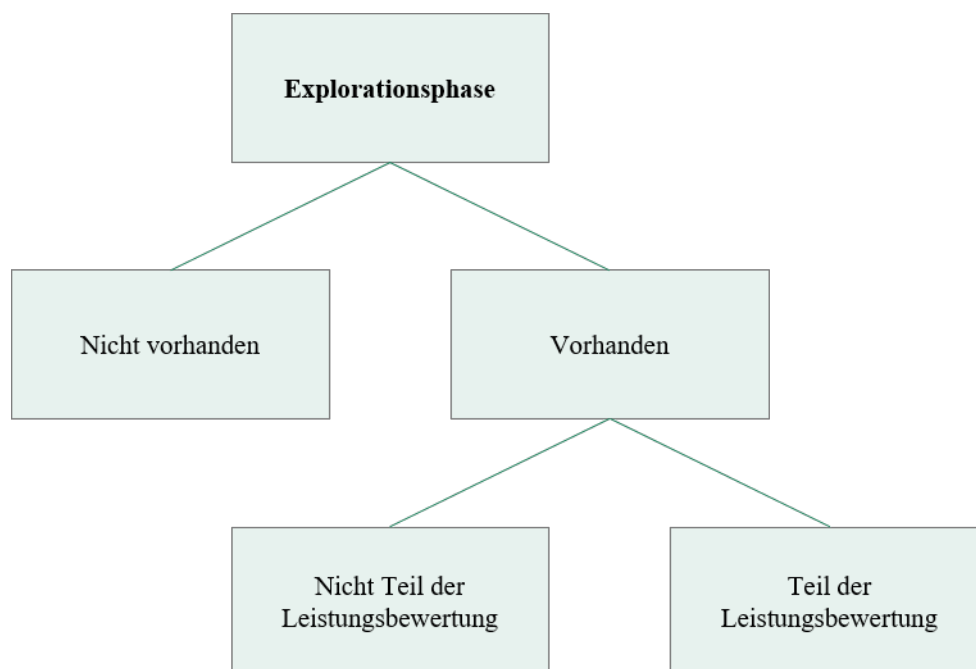 Explorationsphase
Nicht vorhanden
Vorhanden
Nicht Teil der
Leistungsbewertung
Teil der
Leistungsbewertung